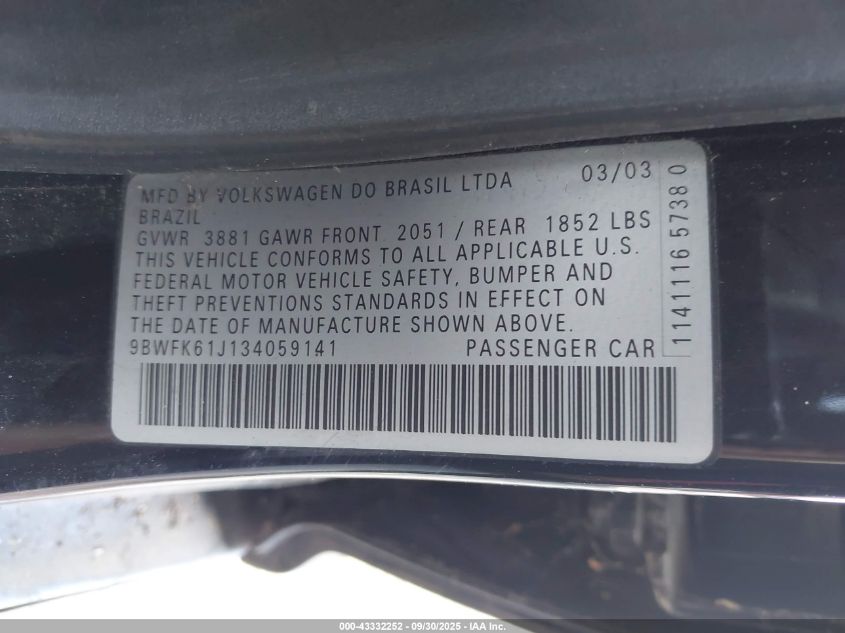 MFD BY VOLKSWAGEN DO BRASIL LTDA 03/03
BRAZIL
GVWR 3881 GAWR FRONT 2051 / REAR 1852 LBS
THIS VEHICLE CONFORMS TO ALL APPLICABLE U.S.
FEDERAL MOTOR VEHICLE SAFETY, BUMPER AND
THEFT PREVENTIONS STANDARDS IN EFFECT ON
THE DATE OF MANUFACTURE SHOWN ABOVE.
9BWFK61J134059141 PASSENGER CAR
1141116 5738 0
000-43332252 - 09/30/2025 - IAA Inc.